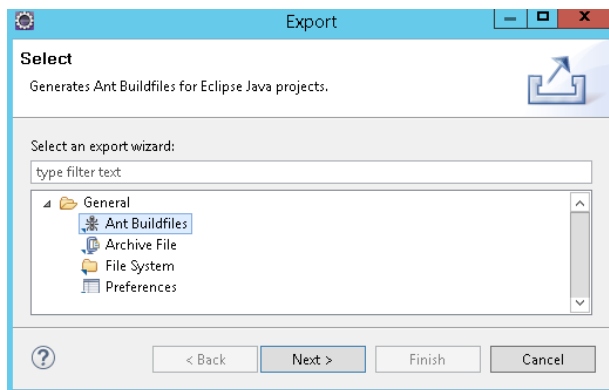 Export
Select
Generates Ant Buildfiles for Eclipse Java projects.
Select an export wizard:
type filter text
General
Ant Buildfiles
Archive File
File System
Preferences
? < Back Next > Finish Cancel